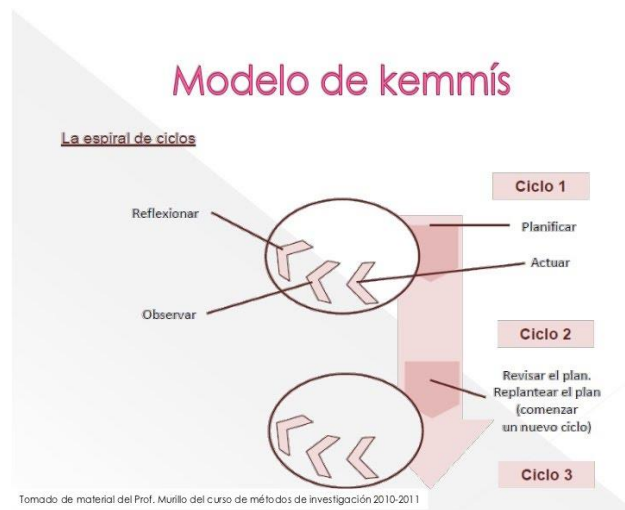 Modelo de kemmís
La espiral de ciclos
Ciclo 1
Reflexionar
Planificar
Actuar
Observar
Ciclo 2
Revisar el plan.
Replantear el plan
(comenzar
un nuevo ciclo)
Ciclo 3
Tomado de material del Prof. Murillo del curso de métodos de investigación 2010-2011